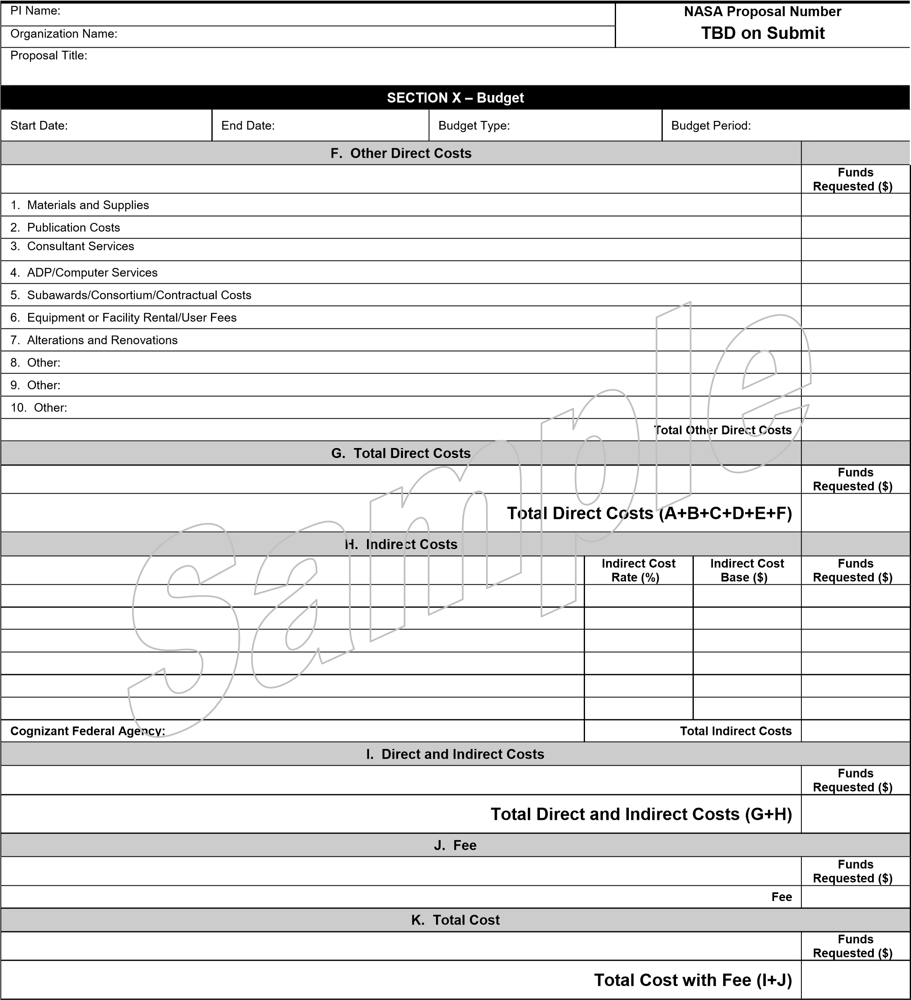 PI Name:
NASA Proposal Number
TBD on Submit
Organization Name:
Proposal Title:
SECTION X – Budget
Start Date:
End Date:
Budget Type:
Budget Period:
F.  Other Direct Costs
Funds
Requested ($)
1.  Materials and Supplies
2.  Publication Costs
3.  Consultant Services
4.  ADP/Computer Services
5.  Subawards/Consortium/Contractual Costs
6.  Equipment or Facility Rental/User Fees
7.  Alterations and Renovations
8.  Other:
9.  Other:
10.  Other:
Total Other Direct Costs
G.  Total Direct Costs
Funds
Requested ($)
Total Direct Costs (A+B+C+D+E+F)
H.  Indirect Costs
Indirect Cost
Rate (%)
Indirect Cost
Base ($)
Funds
Requested ($)
Cognizant Federal Agency:
Total Indirect Costs
I.  Direct and Indirect Costs
Funds
Requested ($)
Total Direct and Indirect Costs (G+H)
J.  Fee
Funds
Requested ($)
Fee
K.  Total Cost
Funds
Requested ($)
Total Cost with Fee (I+J)
Sample